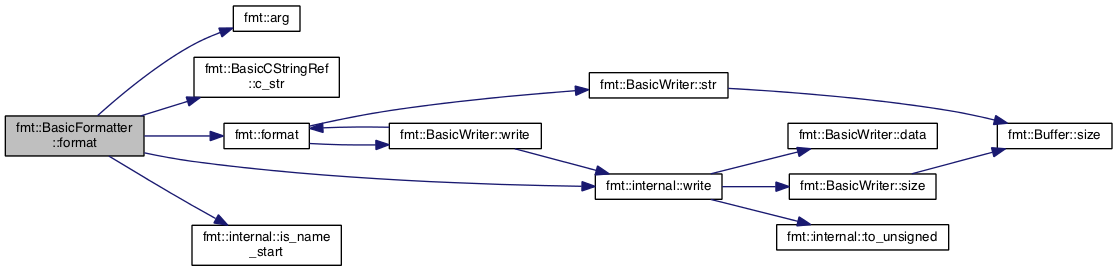 fmt::BasicFormatter
::format
fmt::arg
fmt::BasicCStringRef
::c_str
fmt::format
fmt::internal::is_name
_start
fmt::BasicWriter::write
fmt::BasicWriter::str
fmt::internal::write
fmt::BasicWriter::data
fmt::BasicWriter::size
fmt::internal::to_unsigned
fmt::Buffer::size